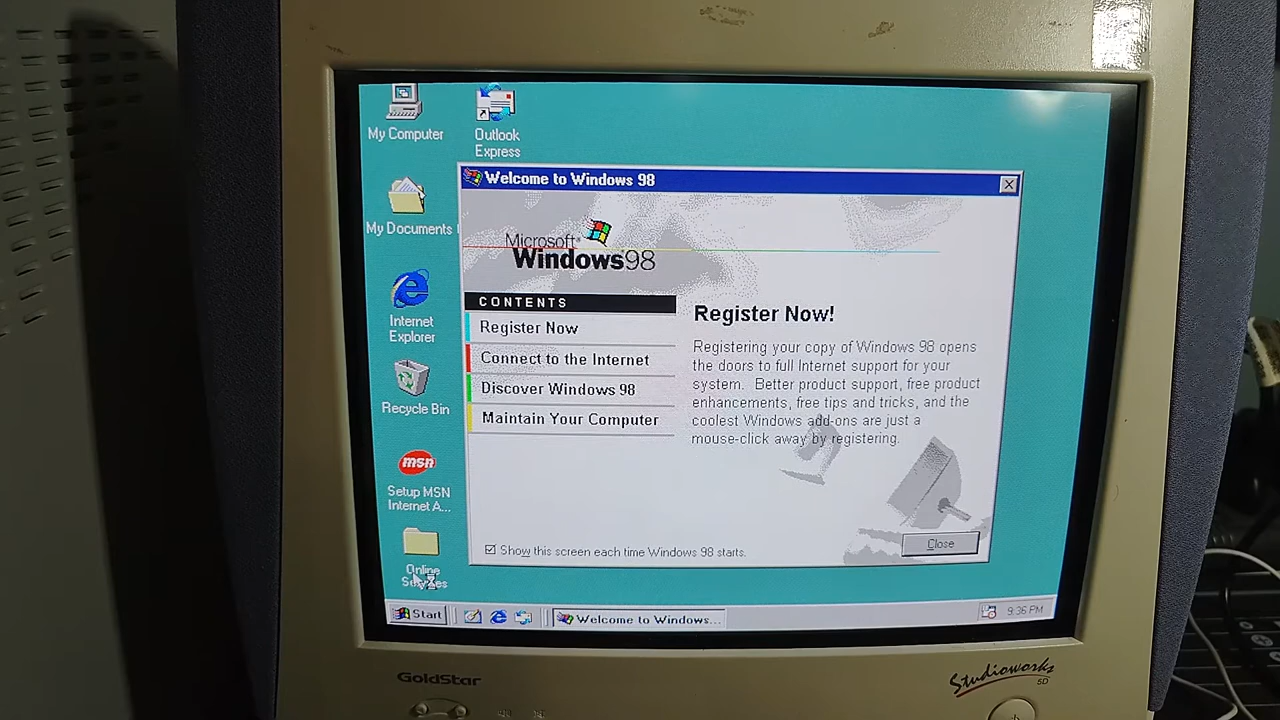 My Computer
Outlook
Express
My Documents
Internet
Explorer
Recycle Bin
msn
Setup MSN
Internet A...
Online
Services
Welcome to Windows 98
Microsoft®
Windows98
CONTENTS
Register Now
Connect to the Internet
Discover Windows 98
Maintain Your Computer
Register Now!
Registering your copy of Windows 98 opens
the doors to full Internet support for your
system. Better product support, free product
enhancements, free tips and tricks, and the
coolest Windows add-ons are just a
mouse-click away by registering.
Show this screen each time Windows 98 starts.
Close
Start
Welcome to Windows...
9:36 PM
GoldStar
Studioworks
5D